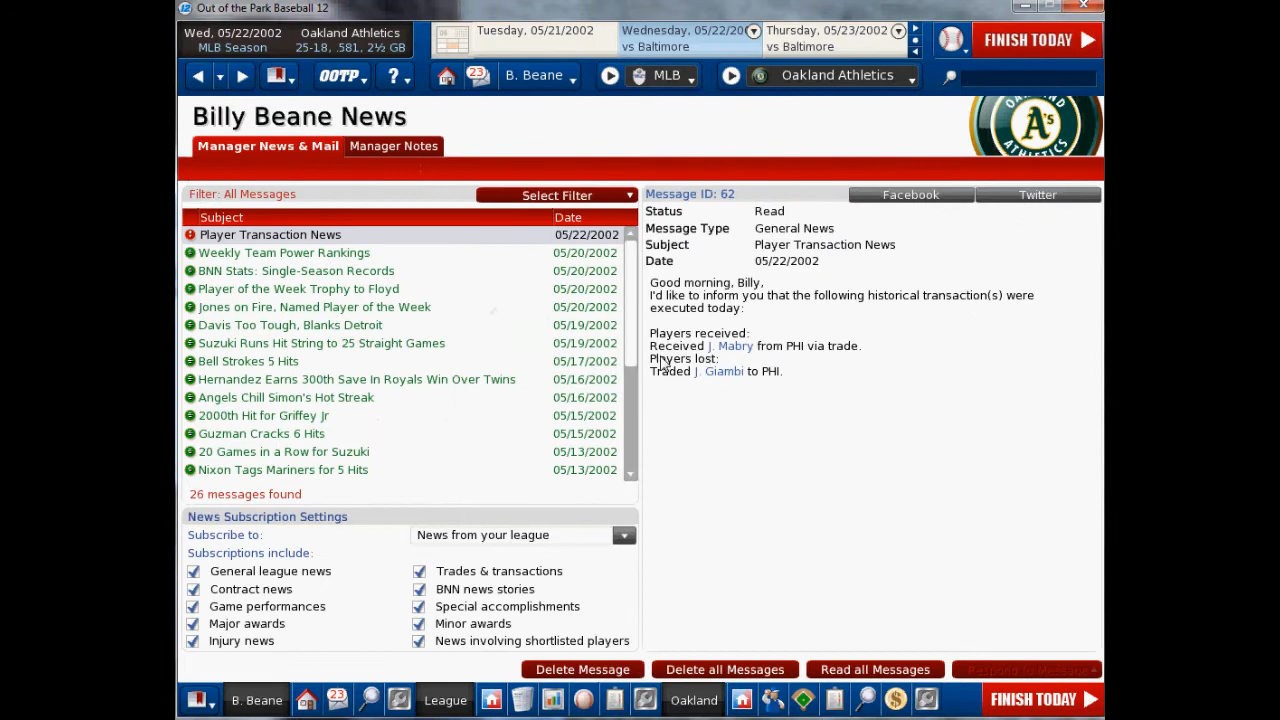 Out of the Park Baseball 12
Wed, 05/22/2002 Oakland Athletics
MLB Season 25-18, .581, 2½ GB
Tuesday, 05/21/2002
Wednesday, 05/22/20
vs Baltimore
Thursday, 05/23/2002
vs Baltimore
FINISH TODAY
OOTP ? 23 B. Beane MLB Oakland Athletics
Billy Beane News
OAKLAND
A's
ATHLETICS
Manager News & Mail Manager Notes
Filter: All Messages Select Filter
Subject Date
Player Transaction News 05/22/2002
Weekly Team Power Rankings 05/20/2002
BNN Stats: Single-Season Records 05/20/2002
Player of the Week Trophy to Floyd 05/20/2002
Jones on Fire, Named Player of the Week 05/20/2002
Davis Too Tough, Blanks Detroit 05/19/2002
Suzuki Runs Hit String to 25 Straight Games 05/19/2002
Bell Strokes 5 Hits 05/17/2002
Hernandez Earns 300th Save In Royals Win Over Twins 05/16/2002
Angels Chill Simon's Hot Streak 05/16/2002
2000th Hit for Griffey Jr 05/15/2002
Guzman Cracks 6 Hits 05/15/2002
20 Games in a Row for Suzuki 05/13/2002
Nixon Tags Mariners for 5 Hits 05/13/2002
26 messages found
News Subscription Settings
Subscribe to: News from your league
Subscriptions include:
General league news Trades & transactions
Contract news BNN news stories
Game performances Special accomplishments
Major awards Minor awards
Injury news News involving shortlisted players
Message ID: 62 Facebook Twitter
Status Read
Message Type General News
Subject Player Transaction News
Date 05/22/2002
Good morning, Billy,
I'd like to inform you that the following historical transaction(s) were
executed today:
Players received:
Received J. Mabry from PHI via trade.
Players lost:
Traded J. Giambi to PHI.
Delete Message Delete all Messages Read all Messages Respond to Message
B. Beane 23 League Oakland FINISH TODAY